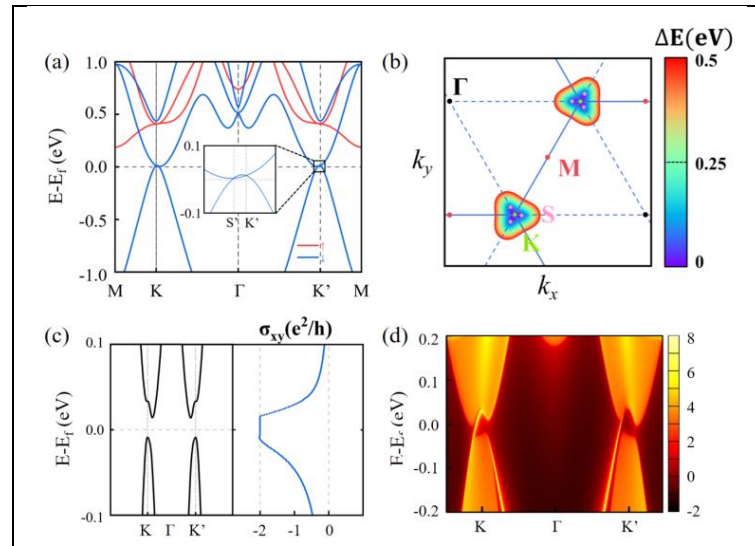 (a)
1.0
0.5
0.0
-0.5
-1.0
E-E_f (eV)
0.1
-0.1
S' K'
↑
↓
M K Γ K' M
(b)
ΔE(eV)
0.5
0.25
0
Γ
M
S
K
k_y
k_x
(c)
σ_xy(e²/h)
0.1
0.0
-0.1
E-E_f (eV)
K Γ K'
-2 -1 0
(d)
0.2
0.1
0.0
-0.1
-0.2
E-E_f (eV)
K Γ K'
8
6
4
2
0
-2